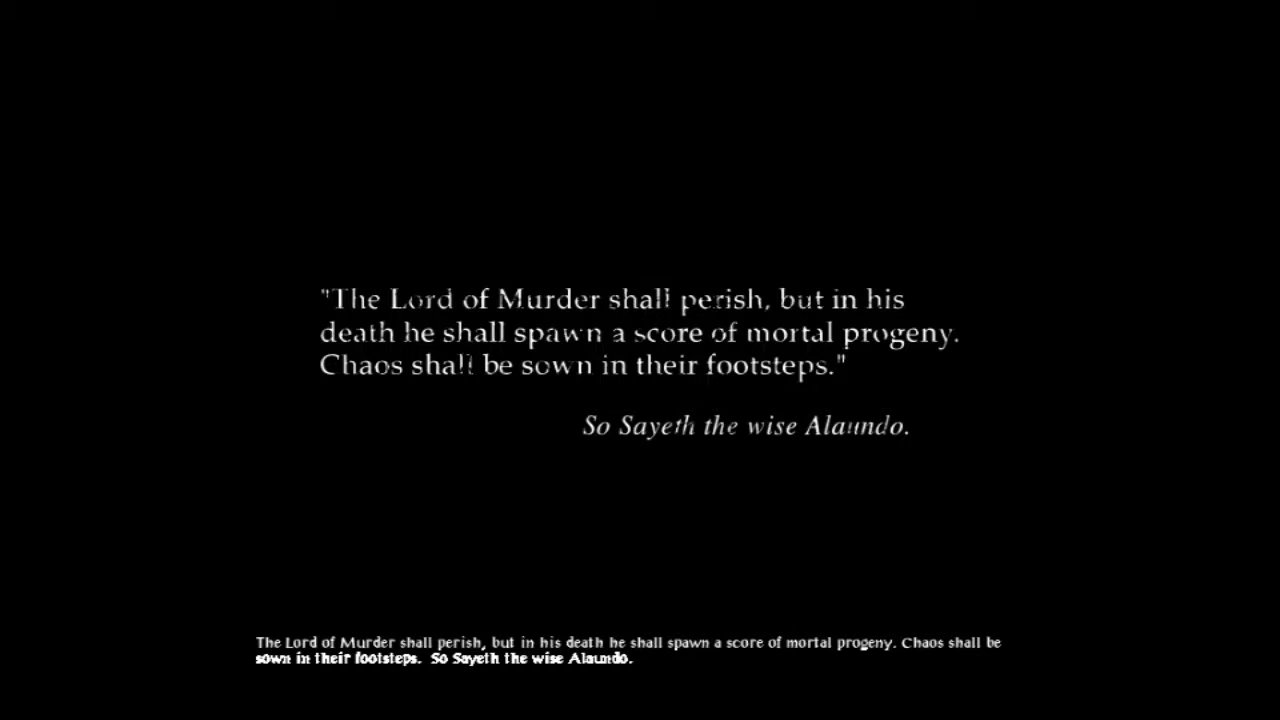 "The Lord of Murder shall perish, but in his
death he shall spawn a score of mortal progeny.
Chaos shall be sown in their footsteps."
So Sayeth the wise Alaundo.
The Lord of Murder shall perish, but in his death he shall spawn a score of mortal progeny. Chaos shall be
sown in their footsteps.  So Sayeth the wise Alaundo.